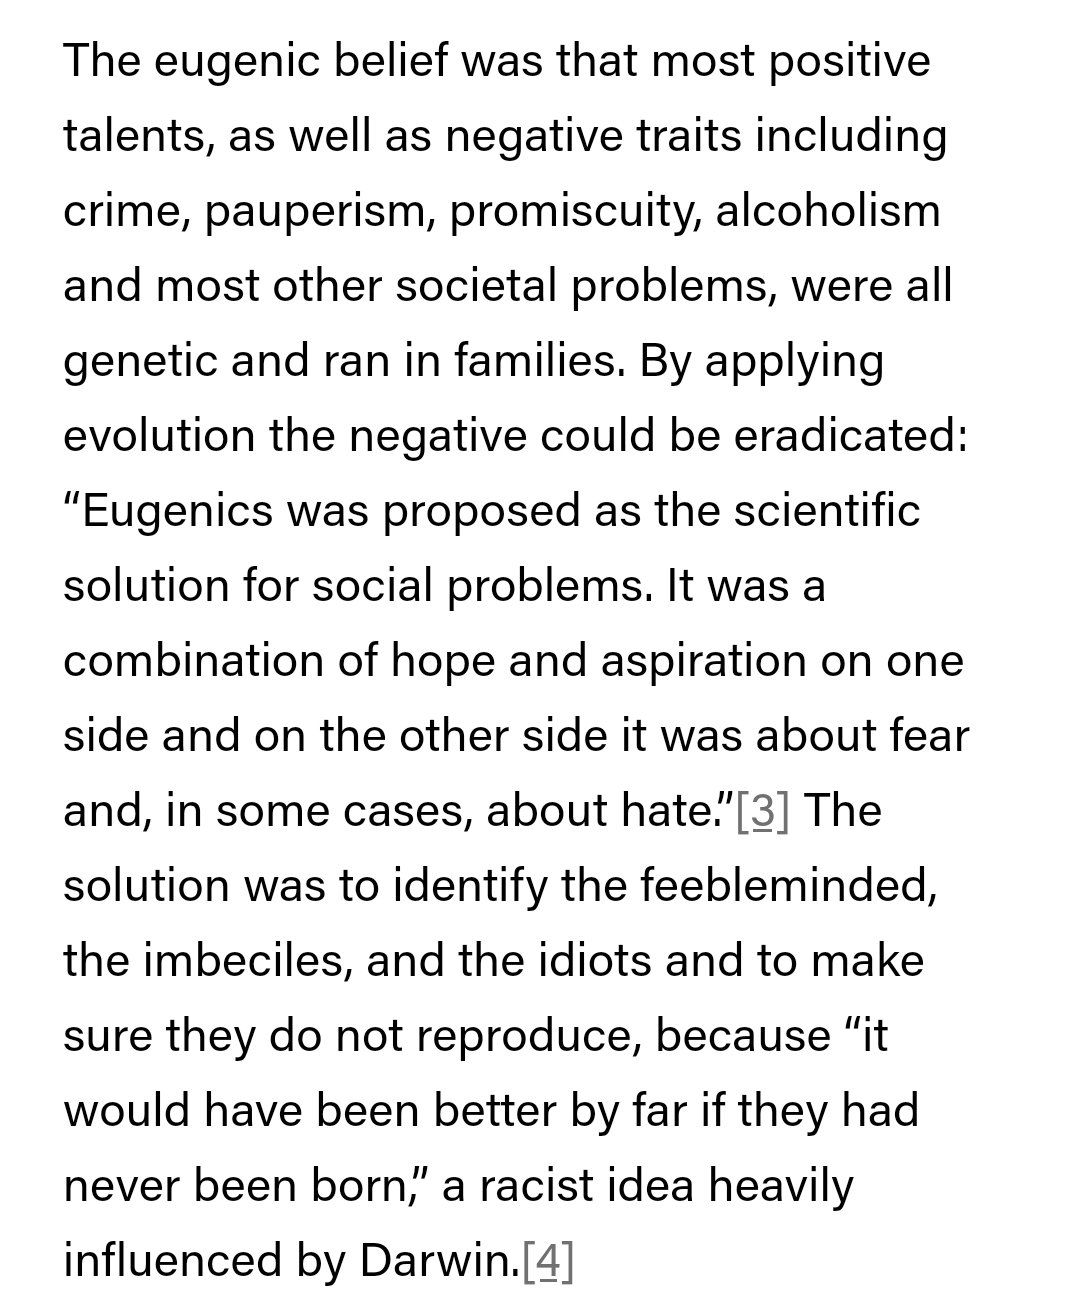 The eugenic belief was that most positive
talents, as well as negative traits including
crime, pauperism, promiscuity, alcoholism
and most other societal problems, were all
genetic and ran in families. By applying
evolution the negative could be eradicated:
“Eugenics was proposed as the scientific
solution for social problems. It was a
combination of hope and aspiration on one
side and on the other side it was about fear
and, in some cases, about hate.”[3] The
solution was to identify the feebleminded,
the imbeciles, and the idiots and to make
sure they do not reproduce, because “it
would have been better by far if they had
never been born,” a racist idea heavily
influenced by Darwin.[4]